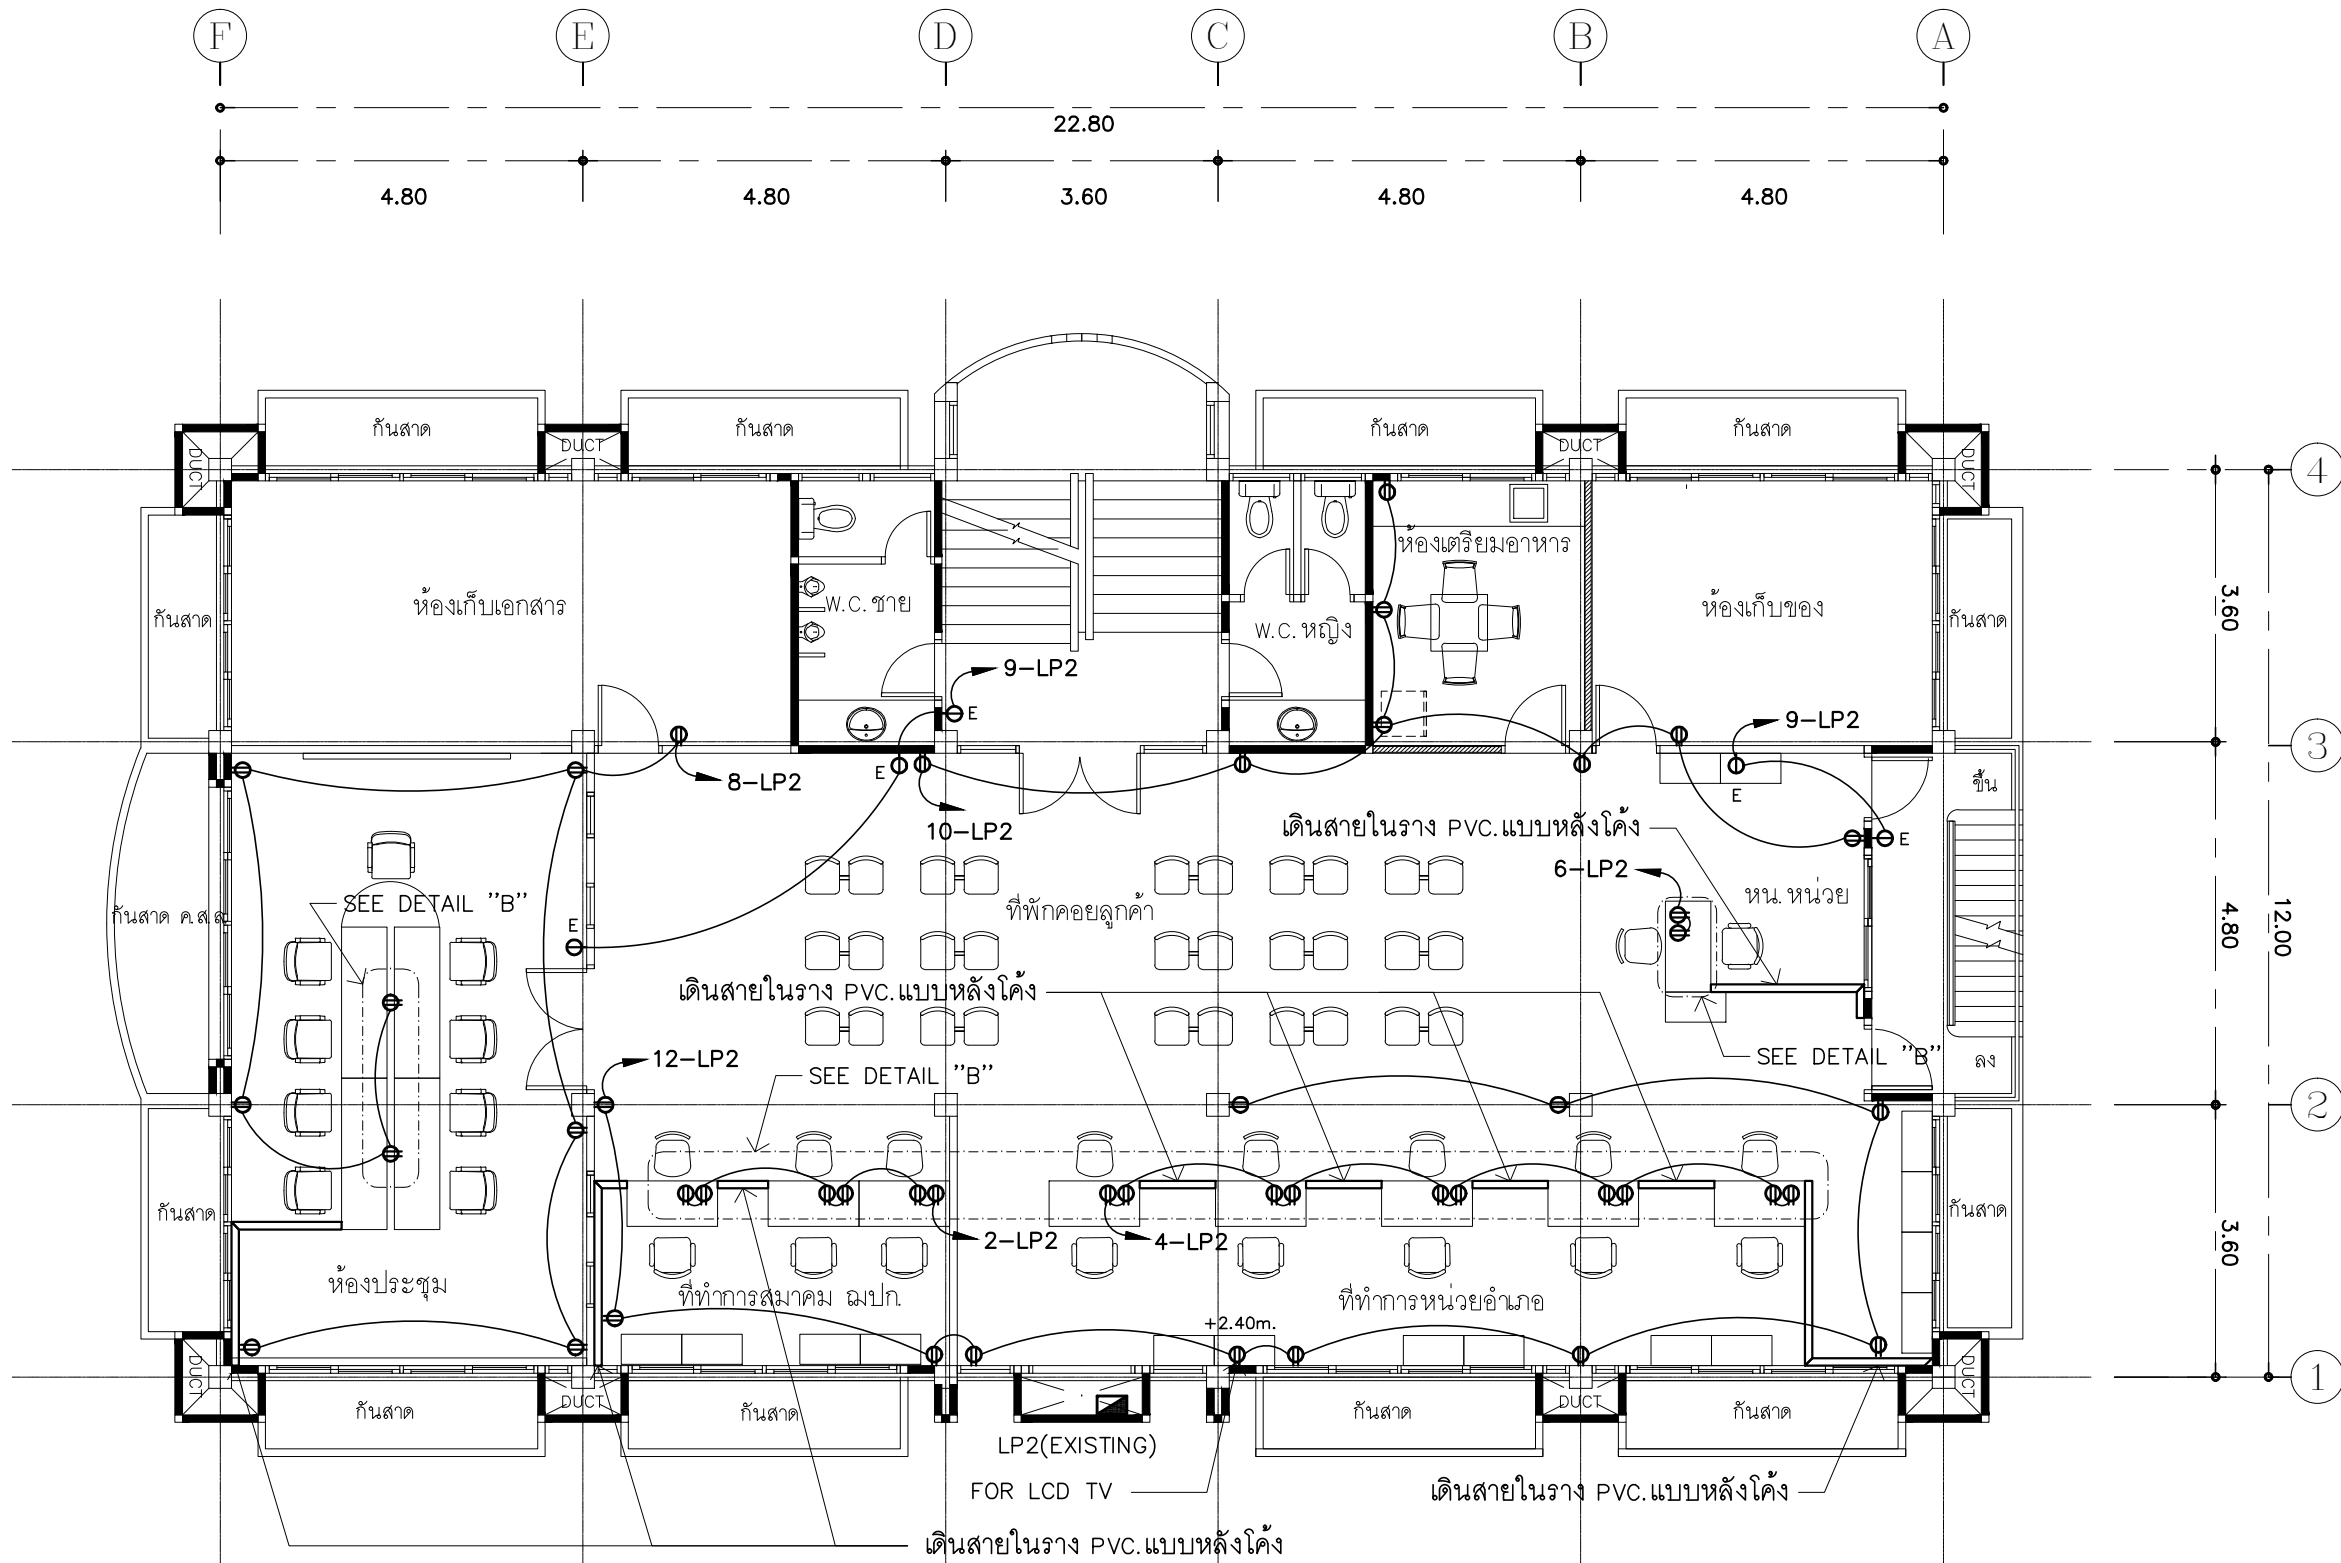 F E D C B A
22.80
4.80 4.80 3.60 4.80 4.80
กันสาด กันสาด กันสาด กันสาด
DUCT DUCT DUCT DUCT
4
ห้องเตรียมอาหาร
ห้องเก็บเอกสาร W.C. ชาย W.C. หญิง ห้องเก็บของ
กันสาด กันสาด
3.60
9-LP2
E
9-LP2
3
E
8-LP2
ขึ้น
E
10-LP2
เดินสายในราง PVC.แบบหลังโค้ง
E
6-LP2
หน.หน่วย
SEE DETAIL "B"
ที่พักคอยลูกค้า
กันสาด ค.ส.ล
E
4.80
12.00
เดินสายในราง PVC.แบบหลังโค้ง
12-LP2
SEE DETAIL "B"
ลง
SEE DETAIL "B"
2
กันสาด กันสาด
2-LP2
4-LP2
3.60
ห้องประชุม
ที่ทำการสมาคม ฌปก.
ที่ทำการหน่วยอำเภอ
+2.40m.
1
DUCT DUCT DUCT DUCT
กันสาด กันสาด กันสาด กันสาด
LP2(EXISTING)
FOR LCD TV
เดินสายในราง PVC.แบบหลังโค้ง
เดินสายในราง PVC.แบบหลังโค้ง